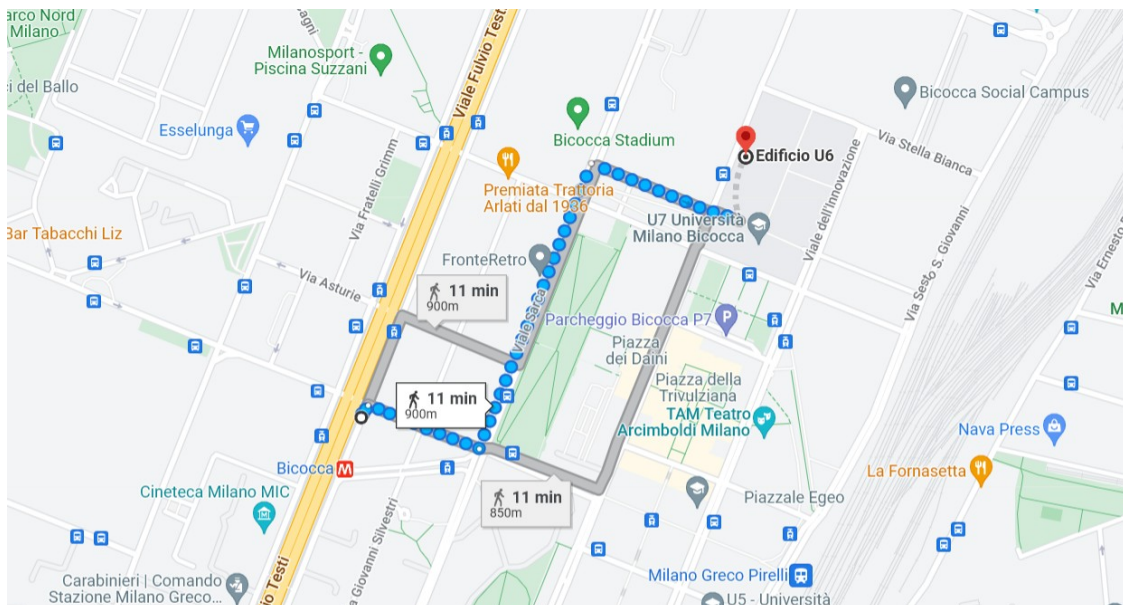 arco Nord
Milano
agni
Milanosport -
Piscina Suzzani
Viale Fulvio Testi
ci del Ballo
Bicocca Social Campus
Esselunga
Bicocca Stadium
Via Stella Bianca
Edificio U6
Via Fratelli Grimm
Premiata Trattoria
Arlati dal 1936
U7 Università
Milano Bicocca
Viale dell'Innovazione
Bar Tabacchi Liz
FronteRetro
Via Asturie
Via Sesto S. Giovanni
Via Ernesto B
11 min
900m
Viale Sarca
Parcheggio Bicocca P7
P
M
Piazza
dei Daini
11 min
900m
Piazza della
Trivulziana
TAM Teatro
Arcimboldi Milano
Nava Press
Bicocca M
La Fornasetta
Cineteca Milano MIC
11 min
850m
Piazzale Egeo
a Giovanni Silvestri
Carabinieri | Comando
Stazione Milano Greco...
io Testi
Milano Greco Pirelli
U5 - Università